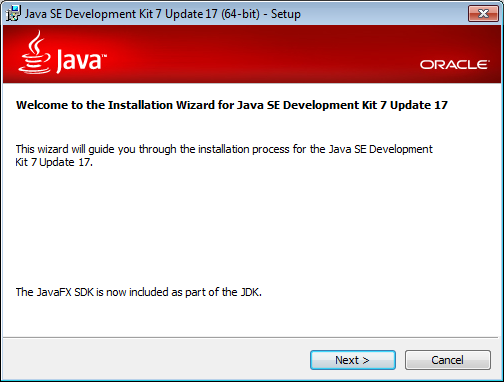 Java SE Development Kit 7 Update 17 (64-bit) - Setup
Java™
ORACLE®
Welcome to the Installation Wizard for Java SE Development Kit 7 Update 17
This wizard will guide you through the installation process for the Java SE Development
Kit 7 Update 17.
The JavaFX SDK is now included as part of the JDK.
Next >
Cancel